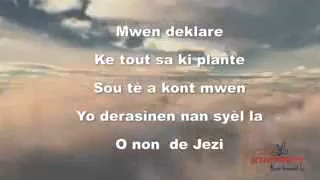 Mwen deklare
Ke tout sa ki plante
Sou tè a kont mwen
Yo derasinen nan syèl la
O non de Jezi